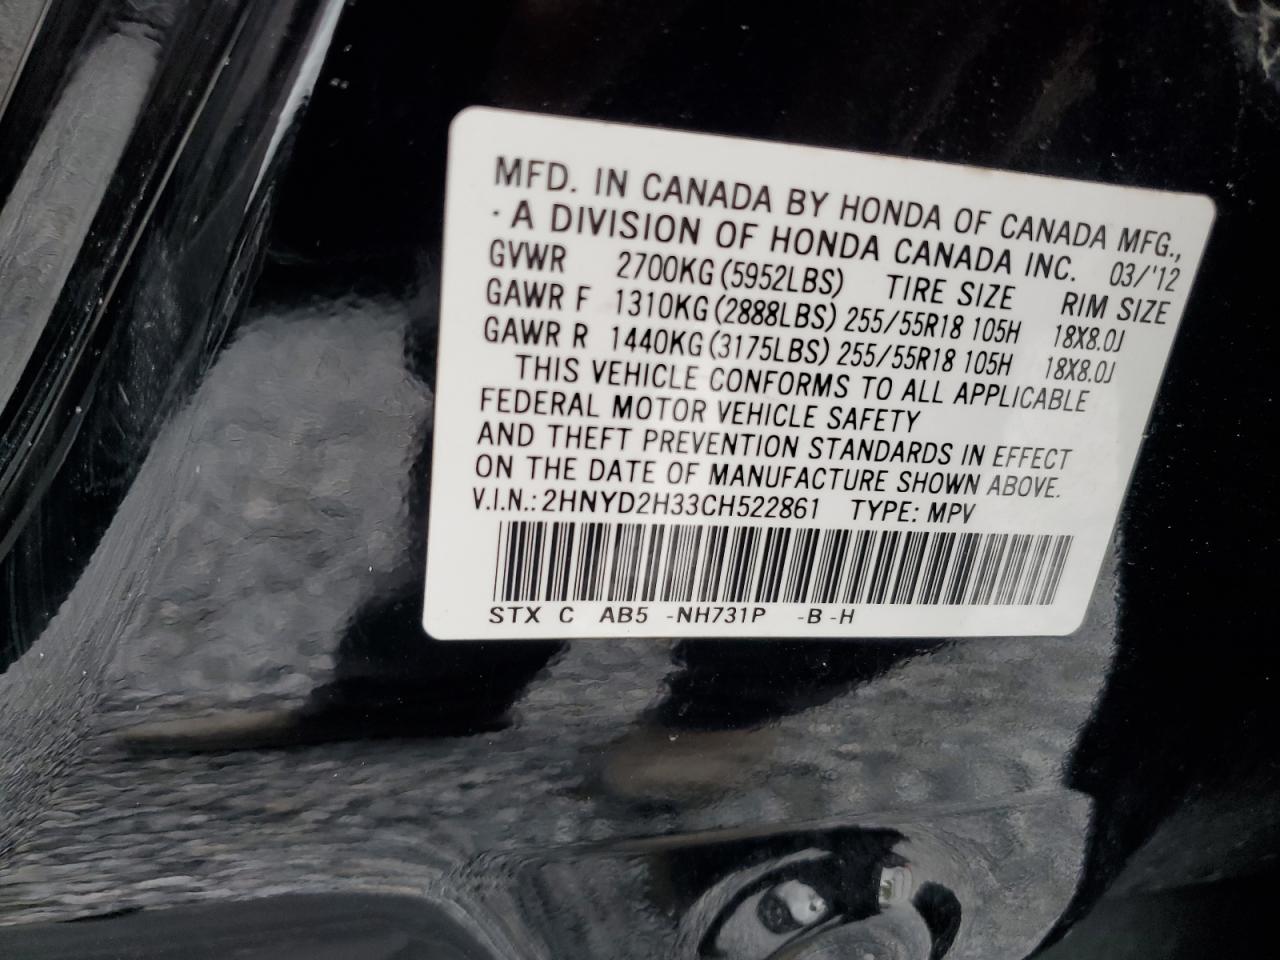 MFD. IN CANADA BY HONDA OF CANADA MFG.,
· A DIVISION OF HONDA CANADA INC. 03/'12
GVWR 2700KG(5952LBS) TIRE SIZE RIM SIZE
GAWR F 1310KG(2888LBS) 255/55R18 105H 18X8.0J
GAWR R 1440KG(3175LBS) 255/55R18 105H 18X8.0J
THIS VEHICLE CONFORMS TO ALL APPLICABLE
FEDERAL MOTOR VEHICLE SAFETY
AND THEFT PREVENTION STANDARDS IN EFFECT
ON THE DATE OF MANUFACTURE SHOWN ABOVE.
V.I.N.: 2HNYD2H33CH522861 TYPE: MPV
STX C AB5 -NH731P -B -H